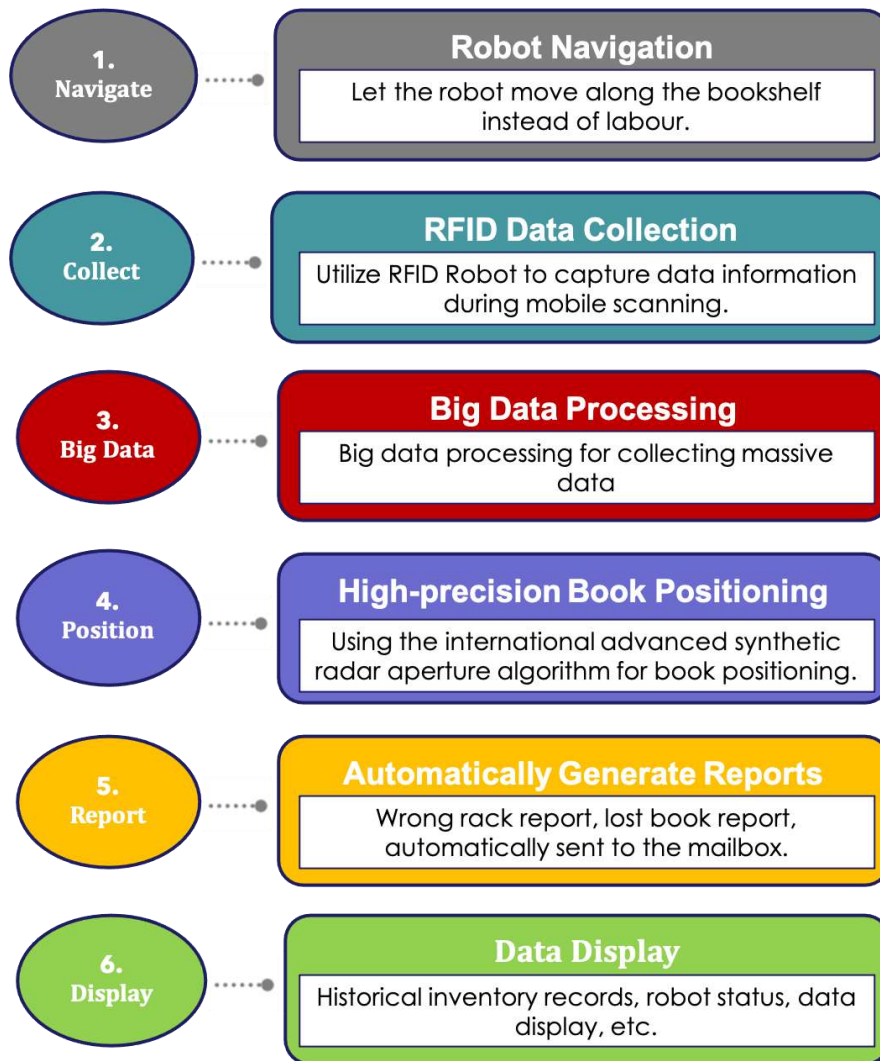 1.
Navigate
Robot Navigation
Let the robot move along the bookshelf
instead of labour.
2.
Collect
RFID Data Collection
Utilize RFID Robot to capture data information
during mobile scanning.
3.
Big Data
Big Data Processing
Big data processing for collecting massive
data
4.
Position
High-precision Book Positioning
Using the international advanced synthetic
radar aperture algorithm for book positioning.
5.
Report
Automatically Generate Reports
Wrong rack report, lost book report,
automatically sent to the mailbox.
6.
Display
Data Display
Historical inventory records, robot status, data
display, etc.